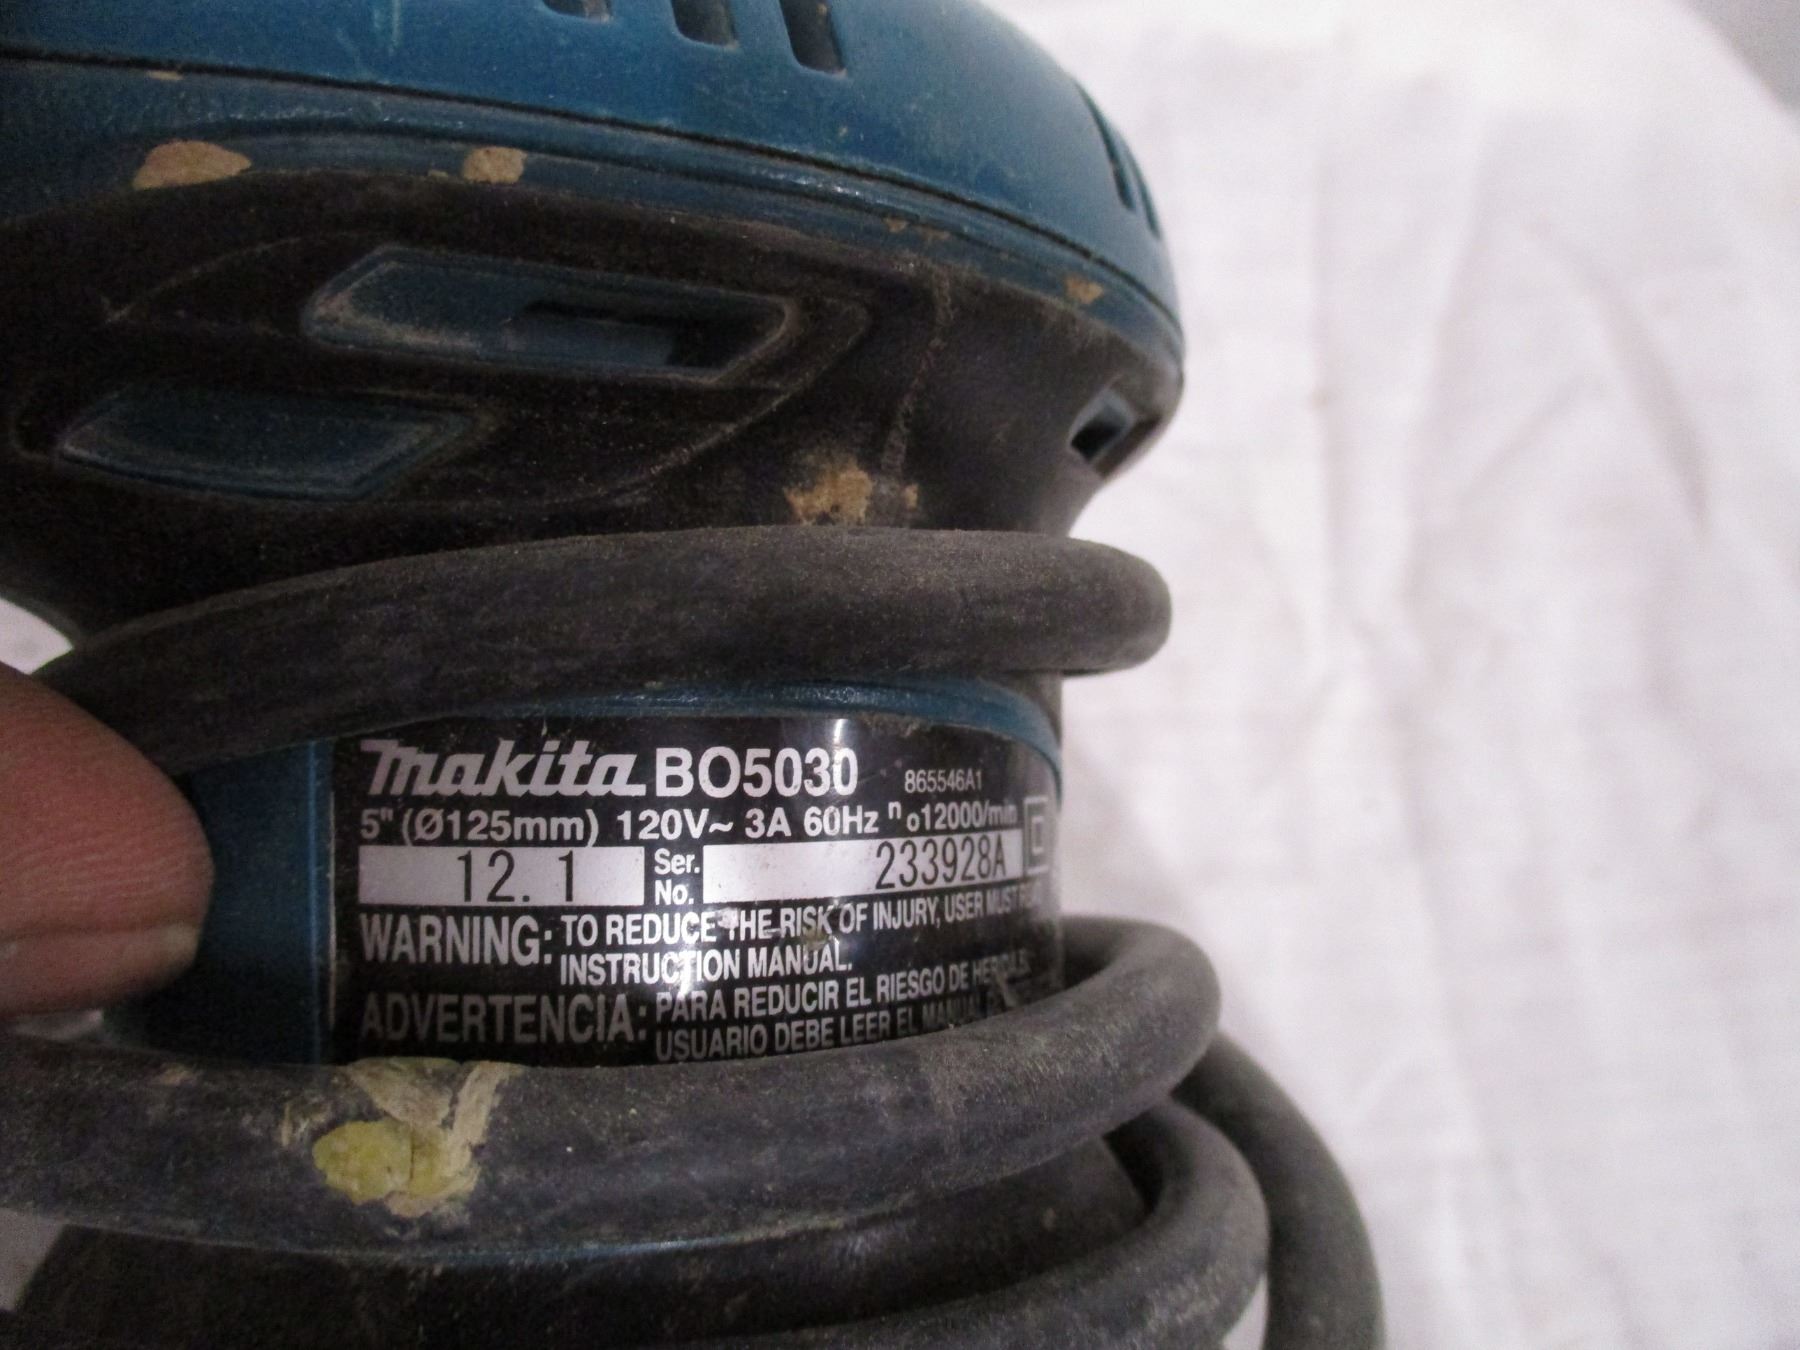 makita BO5030 865546A1
5" (Ø125mm) 120V~ 3A 60Hz no12000/min
12. 1 Ser. No. 233928A
WARNING: TO REDUCE THE RISK OF INJURY, USER MUST READ
INSTRUCTION MANUAL.
ADVERTENCIA: PARA REDUCIR EL RIESGO DE
USUARIO DEBE LEER EL MANUAL